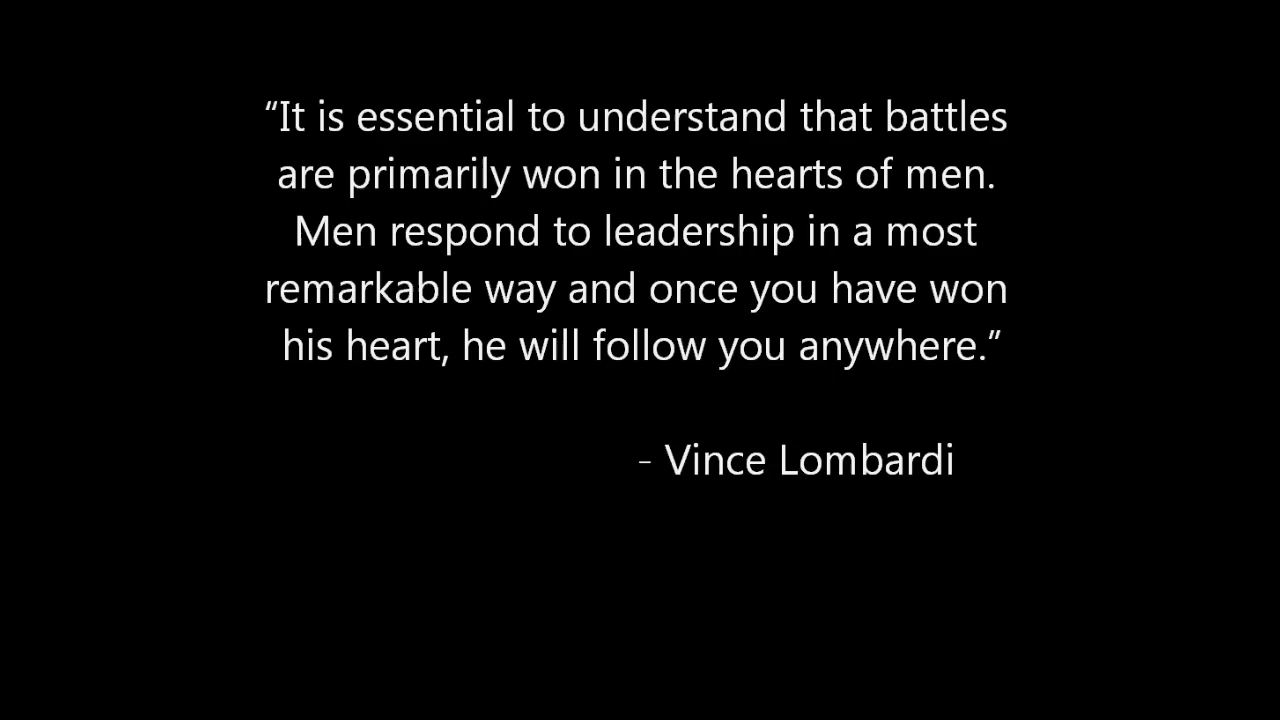 “It is essential to understand that battles
are primarily won in the hearts of men.
Men respond to leadership in a most
remarkable way and once you have won
his heart, he will follow you anywhere.”
- Vince Lombardi